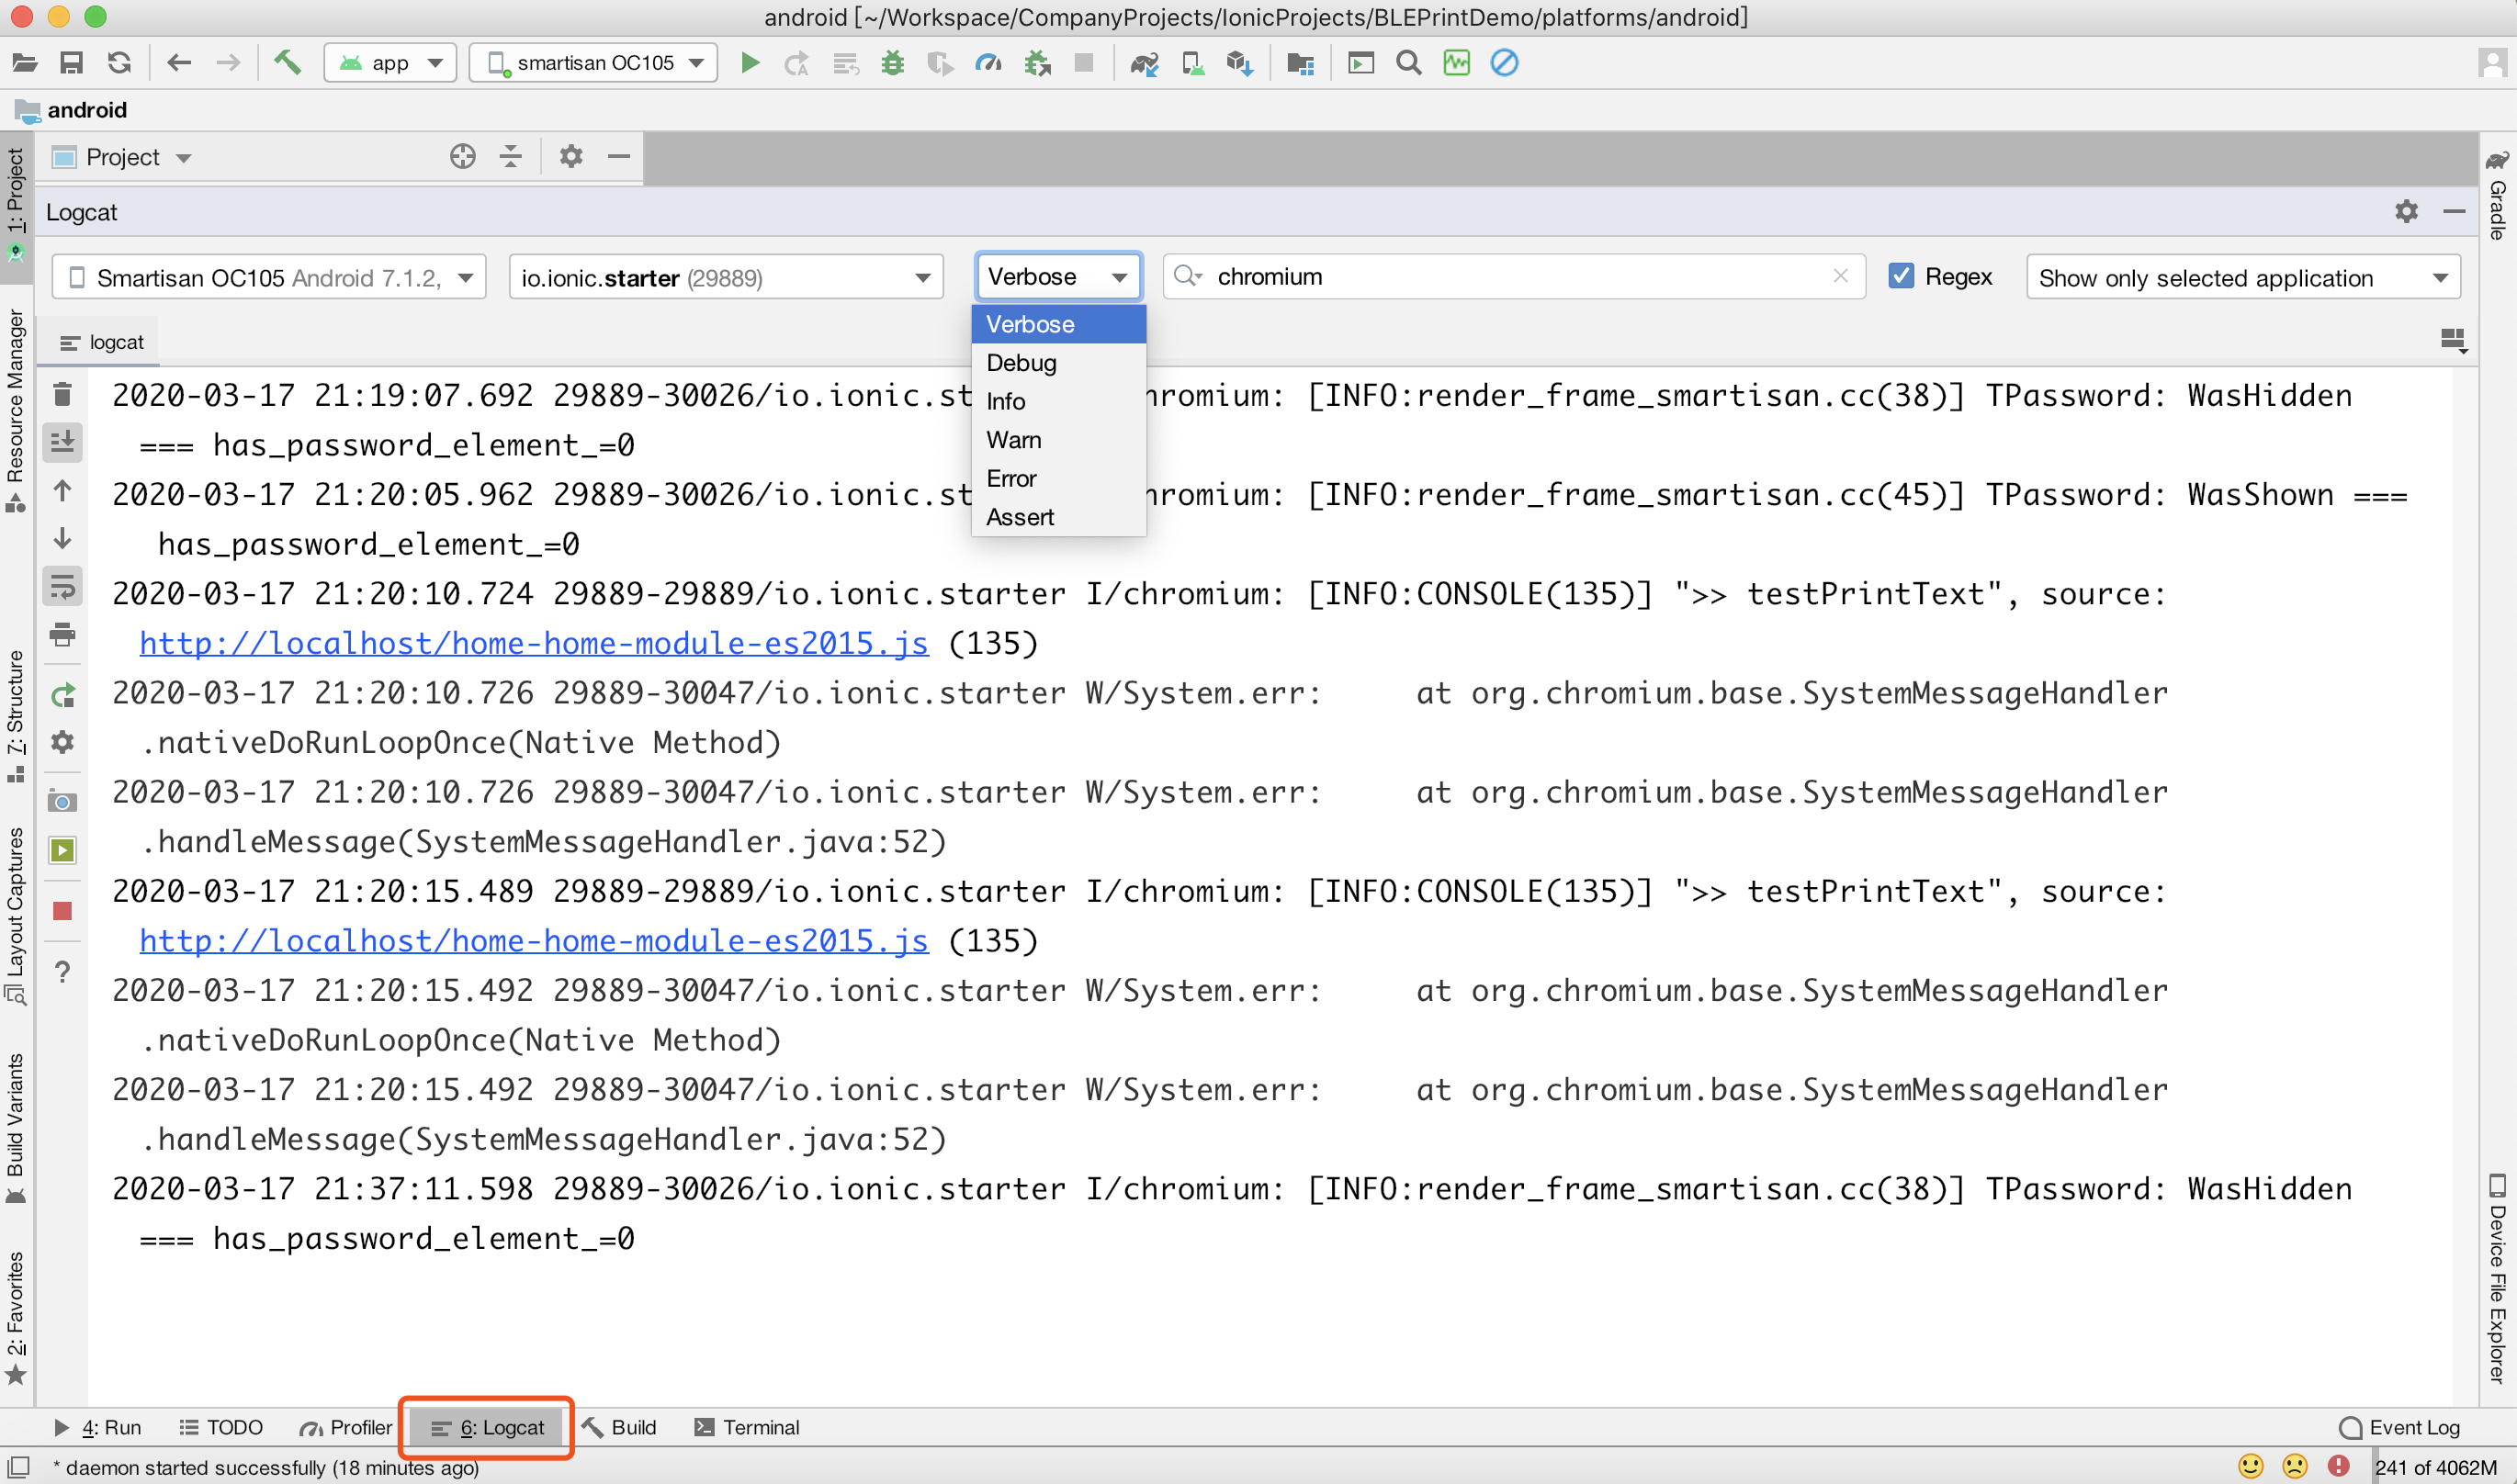 android [~/Workspace/CompanyProjects/IonicProjects/BLEPrintDemo/platforms/android]
app
smartisan OC105
android
Project
Logcat
Smartisan OC105 Android 7.1.2,
io.ionic.starter (29889)
Verbose
chromium
Regex
Show only selected application
Verbose
Debug
Info
Warn
Error
Assert
logcat
2020-03-17 21:19:07.692 29889-30026/io.ionic.st hromium: [INFO:render_frame_smartisan.cc(38)] TPassword: WasHidden
=== has_password_element_=0
2020-03-17 21:20:05.962 29889-30026/io.ionic.st hromium: [INFO:render_frame_smartisan.cc(45)] TPassword: WasShown ===
has_password_element_=0
2020-03-17 21:20:10.724 29889-29889/io.ionic.starter I/chromium: [INFO:CONSOLE(135)] ">> testPrintText", source:
http://localhost/home-home-module-es2015.js (135)
2020-03-17 21:20:10.726 29889-30047/io.ionic.starter W/System.err:     at org.chromium.base.SystemMessageHandler
.nativeDoRunLoopOnce(Native Method)
2020-03-17 21:20:10.726 29889-30047/io.ionic.starter W/System.err:     at org.chromium.base.SystemMessageHandler
.handleMessage(SystemMessageHandler.java:52)
2020-03-17 21:20:15.489 29889-29889/io.ionic.starter I/chromium: [INFO:CONSOLE(135)] ">> testPrintText", source:
http://localhost/home-home-module-es2015.js (135)
2020-03-17 21:20:15.492 29889-30047/io.ionic.starter W/System.err:     at org.chromium.base.SystemMessageHandler
.nativeDoRunLoopOnce(Native Method)
2020-03-17 21:20:15.492 29889-30047/io.ionic.starter W/System.err:     at org.chromium.base.SystemMessageHandler
.handleMessage(SystemMessageHandler.java:52)
2020-03-17 21:37:11.598 29889-30026/io.ionic.starter I/chromium: [INFO:render_frame_smartisan.cc(38)] TPassword: WasHidden
=== has_password_element_=0
1: Project
Resource Manager
7: Structure
Layout Captures
Build Variants
2: Favorites
Gradle
Device File Explorer
4: Run
TODO
Profiler
6: Logcat
Build
Terminal
Event Log
* daemon started successfully (18 minutes ago)
241 of 4062M